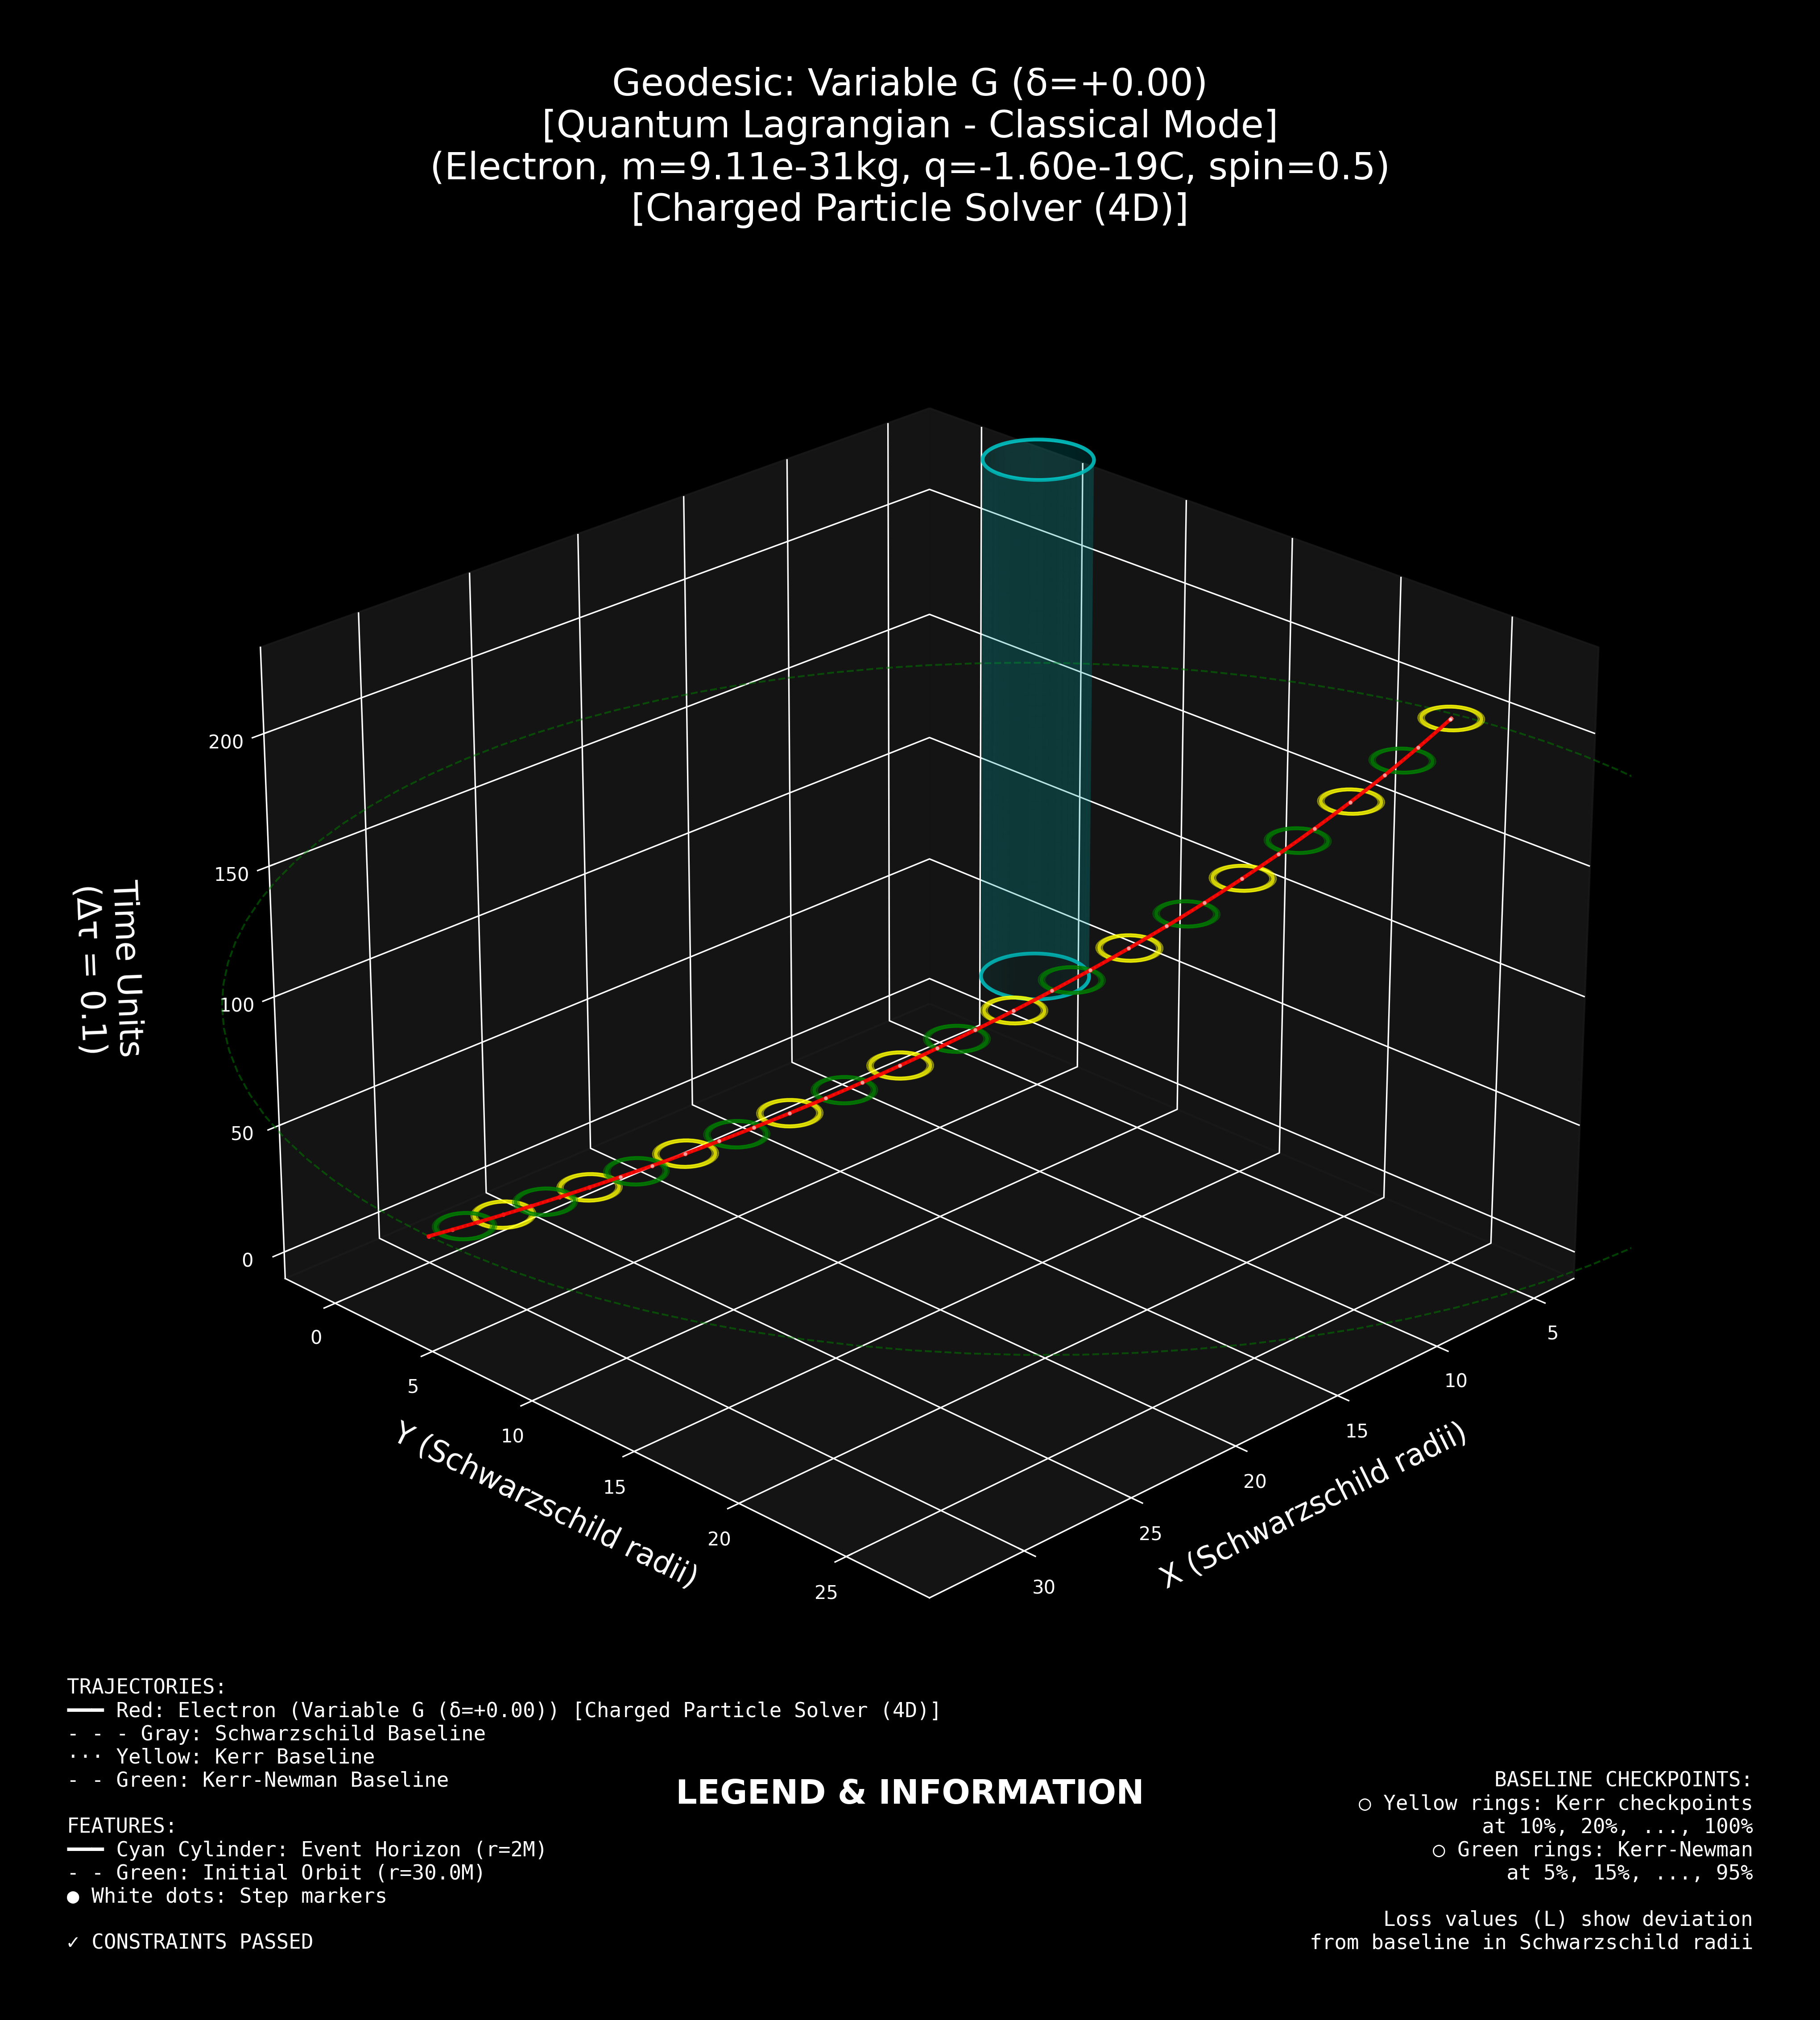 Geodesic: Variable G (δ=+0.00)
[Quantum Lagrangian - Classical Mode]
(Electron, m=9.11e-31kg, q=-1.60e-19C, spin=0.5)
[Charged Particle Solver (4D)]
200
150
100
50
0
Time Units
(Δτ = 0.1)
0
5
10
15
20
25
Y (Schwarzschild radii)
5
10
15
20
25
30
X (Schwarzschild radii)
TRAJECTORIES:
━━━ Red: Electron (Variable G (δ=+0.00)) [Charged Particle Solver (4D)]
- - - Gray: Schwarzschild Baseline
··· Yellow: Kerr Baseline
- - Green: Kerr-Newman Baseline
FEATURES:
━━━ Cyan Cylinder: Event Horizon (r=2M)
- - Green: Initial Orbit (r=30.0M)
● White dots: Step markers
✓ CONSTRAINTS PASSED
LEGEND & INFORMATION
BASELINE CHECKPOINTS:
○ Yellow rings: Kerr checkpoints
at 10%, 20%, ..., 100%
○ Green rings: Kerr-Newman
at 5%, 15%, ..., 95%
Loss values (L) show deviation
from baseline in Schwarzschild radii